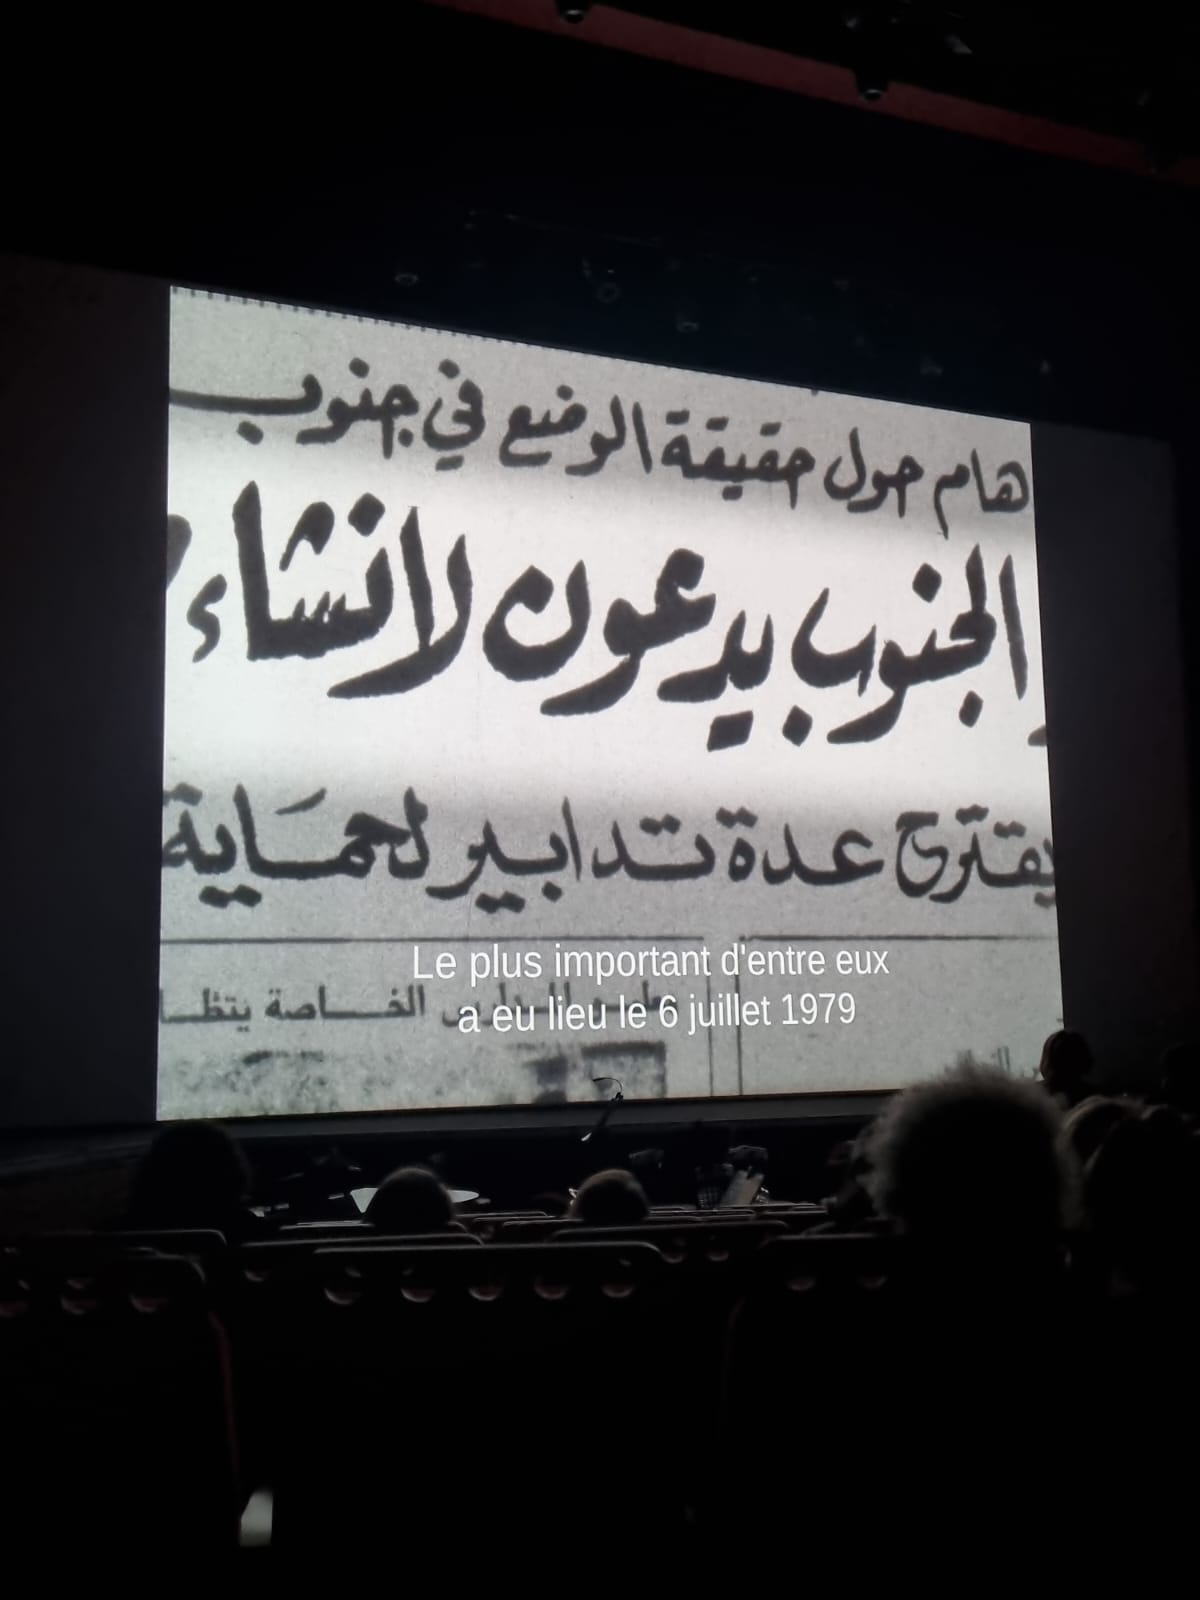 هام حول حقيقة الوضع في جنوب
الجنوب يدعون لانشاء
يقترح عدة تدابير لحماية
الخاصة
Le plus important d'entre eux
a eu lieu le 6 juillet 1979